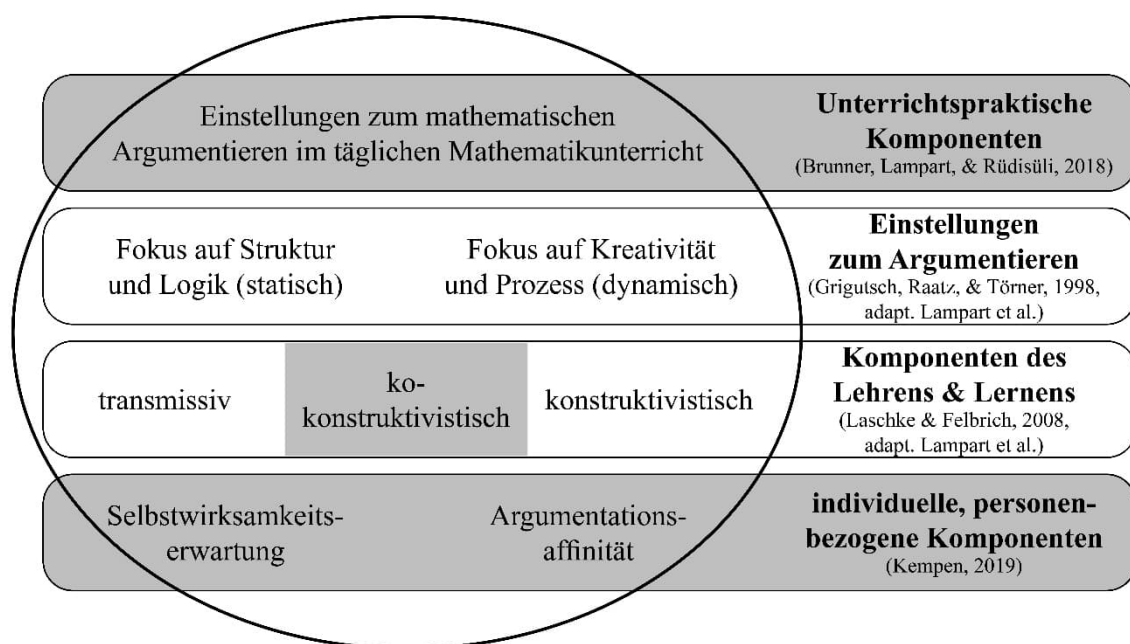 Einstellungen zum mathematischen
Argumentieren im täglichen Mathematikunterricht
Unterrichtspraktische
Komponenten
(Brunner, Lampart, & Rüdisüli, 2018)
Fokus auf Struktur
und Logik (statisch)
Fokus auf Kreativität
und Prozess (dynamisch)
Einstellungen
zum Argumentieren
(Grigutsch, Raatz, & Törner, 1998,
adapt. Lampart et al.)
transmissiv
ko-
konstruktivistisch
konstruktivistisch
Komponenten des
Lehrens & Lernens
(Laschke & Felbrich, 2008,
adapt. Lampart et al.)
Selbstwirksamkeits-
erwartung
Argumentations-
affinität
individuelle, personen-
bezogene Komponenten
(Kempen, 2019)